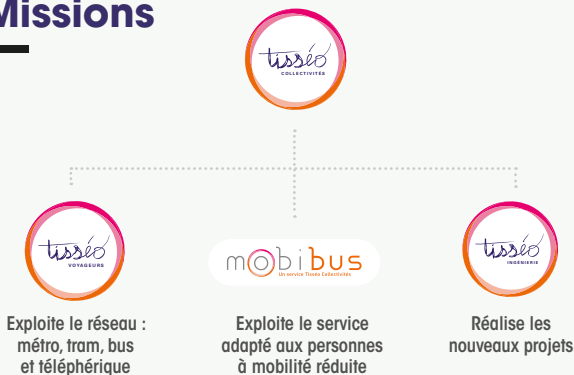 Missions
tisséo
COLLECTIVITÉS
tisséo
VOYAGEURS
mobibus
Un service Tisséo Collectivités
tisséo
INGÉNIERIE
Exploite le réseau :
métro, tram, bus
et téléphérique
Exploite le service
adapté aux personnes
à mobilité réduite
Réalise les
nouveaux projets